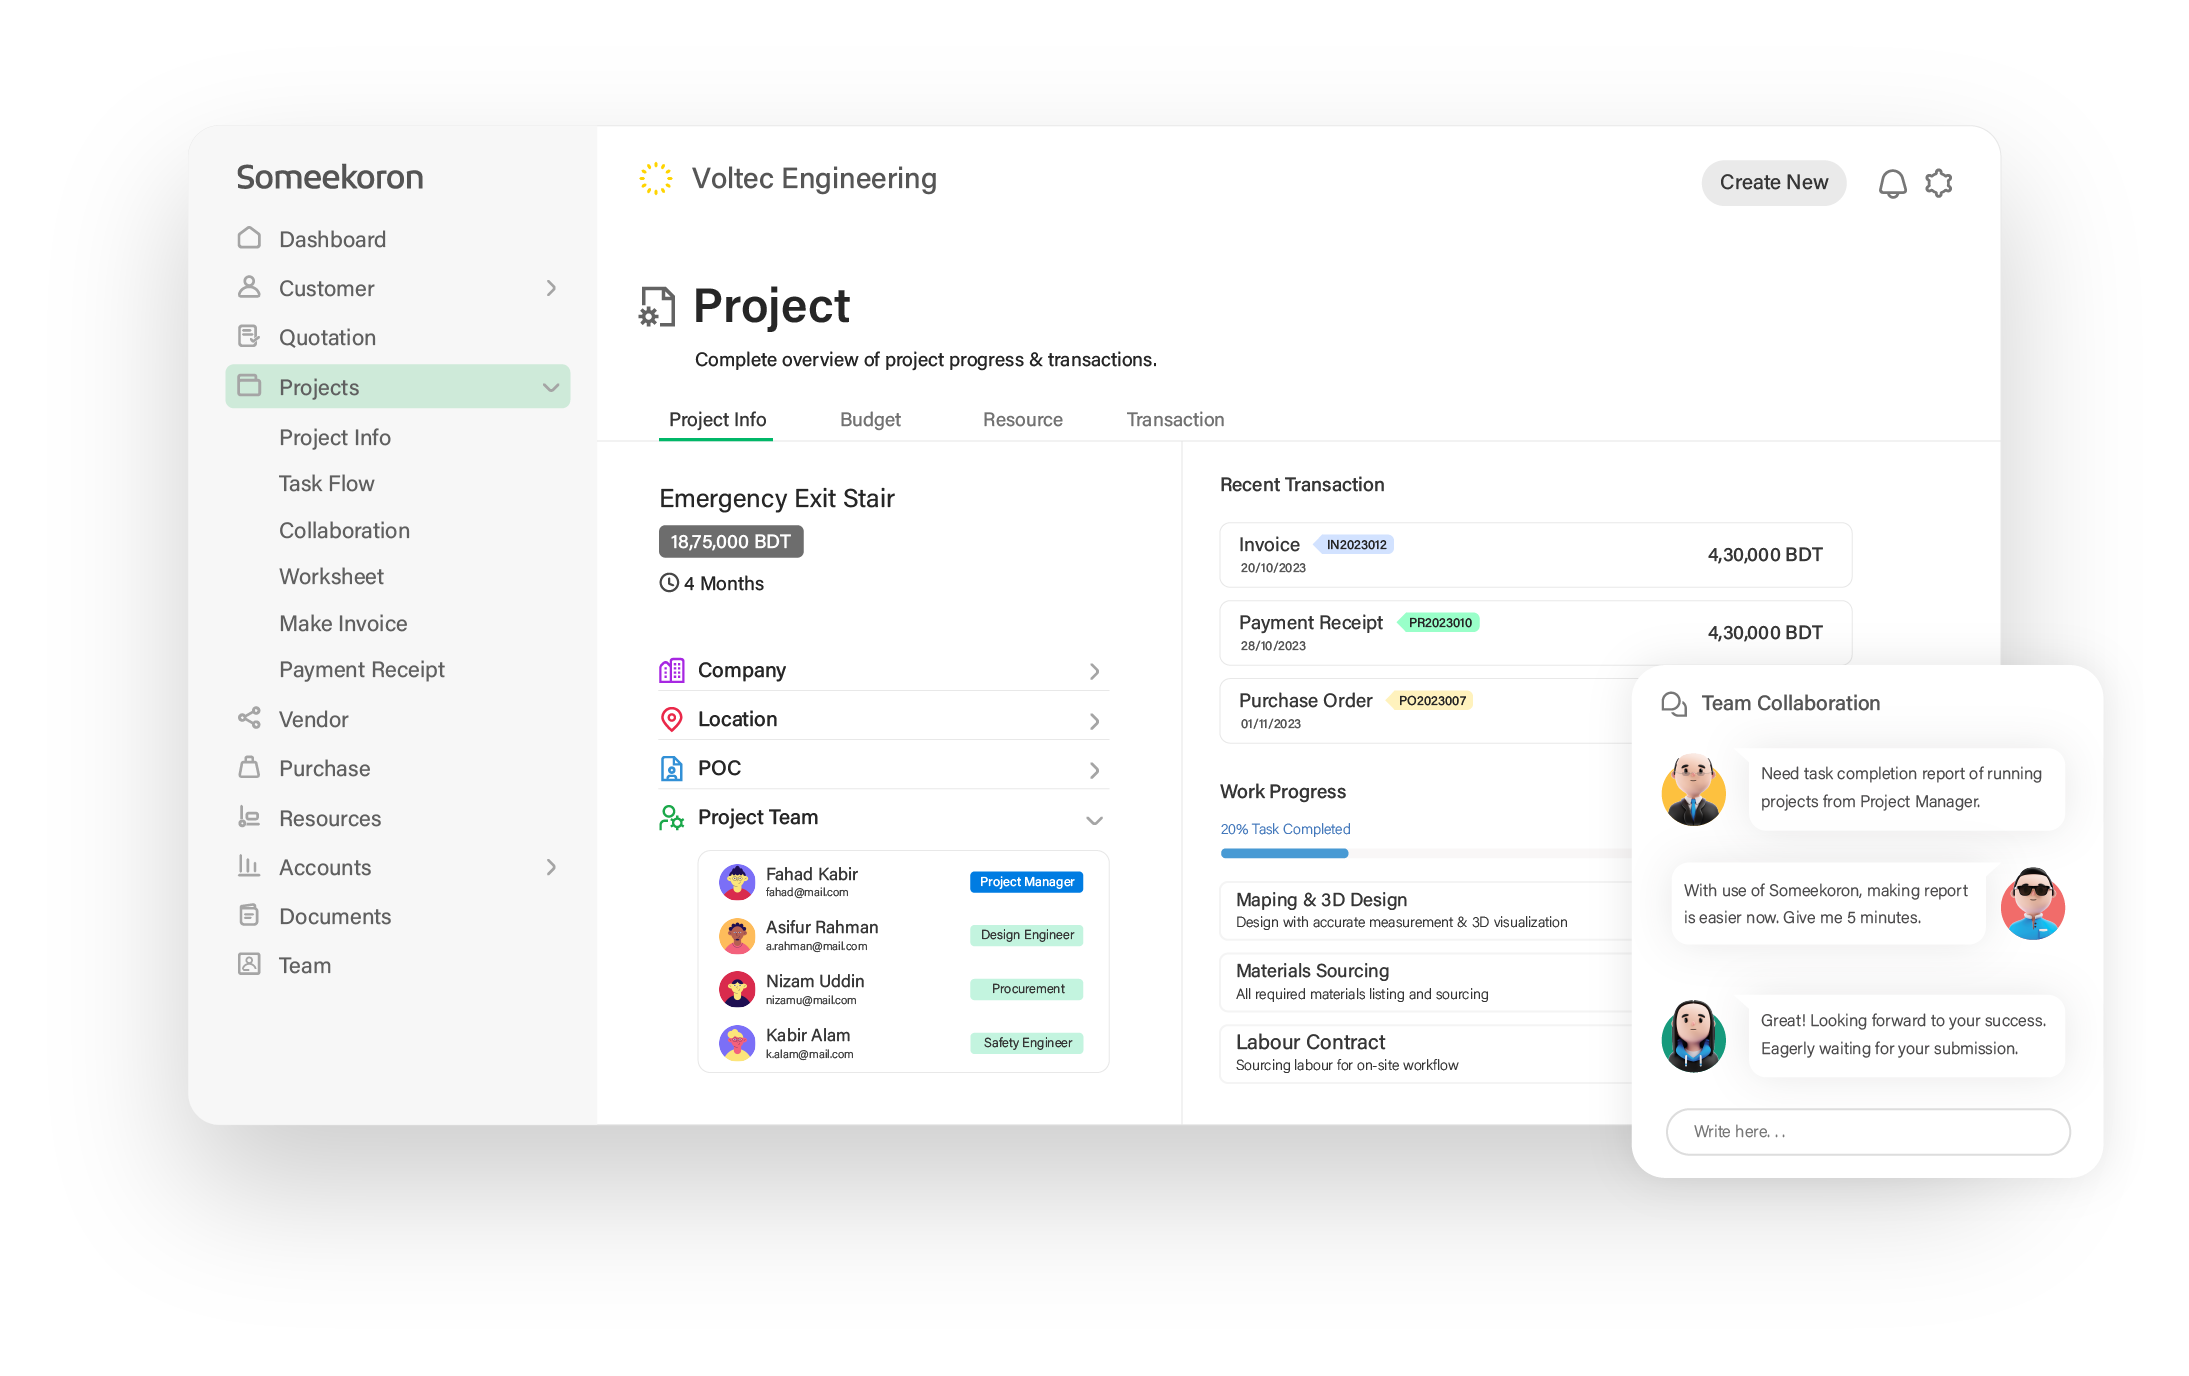 Someekoron
Dashboard
Customer
Quotation
Projects
Project Info
Task Flow
Collaboration
Worksheet
Make Invoice
Payment Receipt
Vendor
Purchase
Resources
Accounts
Documents
Team
Voltec Engineering
Create New
Project
Complete overview of project progress & transactions.
Project Info
Budget
Resource
Transaction
Emergency Exit Stair
18,75,000 BDT
4 Months
Company
Location
POC
Project Team
Fahad Kabir
fahad@mail.com
Project Manager
Asifur Rahman
a.rahman@mail.com
Design Engineer
Nizam Uddin
nizamu@mail.com
Procurement
Kabir Alam
k.alam@mail.com
Safety Engineer
Recent Transaction
Invoice IN2023012
20/10/2023
4,30,000 BDT
Payment Receipt PR2023010
28/10/2023
4,30,000 BDT
Purchase Order PO2023007
01/11/2023
Work Progress
20% Task Completed
Maping & 3D Design
Design with accurate measurement & 3D visualization
Materials Sourcing
All required materials listing and sourcing
Labour Contract
Sourcing labour for on-site workflow
Team Collaboration
Need task completion report of running
projects from Project Manager.
With use of Someekoron, making report
is easier now. Give me 5 minutes.
Great! Looking forward to your success.
Eagerly waiting for your submission.
Write here. . .